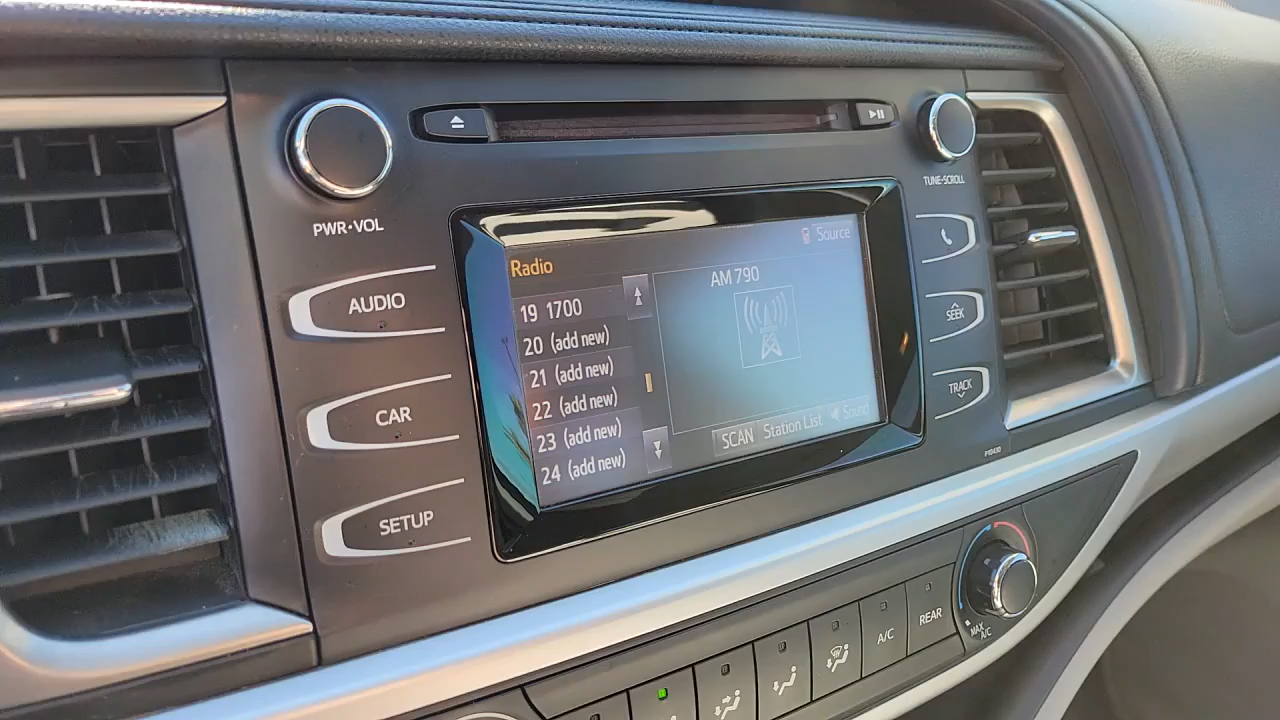 PWR•VOL
TUNE•SCROLL
AUDIO
CAR
SETUP
Source
Radio
AM 790
19 1700
20 (add new)
21 (add new)
22 (add new)
23 (add new)
24 (add new)
SCAN Station List Sound
SEEK
TRACK
P10430
A/C
REAR
MAX
A/C